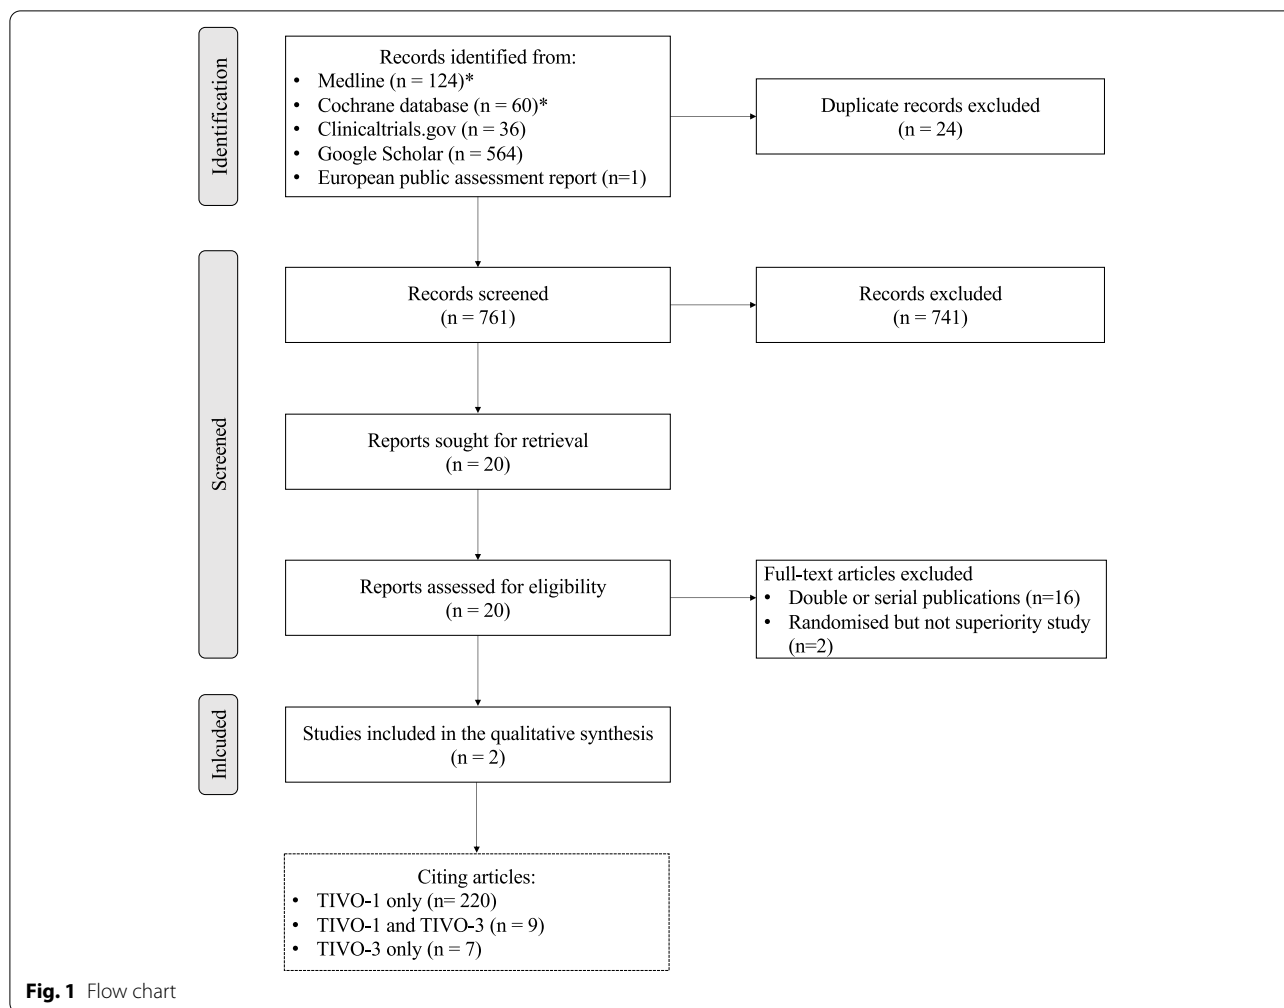 Identification
Records identified from:
• Medline (n = 124)*
• Cochrane database (n = 60)*
• Clinicaltrials.gov (n = 36)
• Google Scholar (n = 564)
• European public assessment report (n=1)
Duplicate records excluded
(n = 24)
Screened
Records screened
(n = 761)
Records excluded
(n = 741)
Reports sought for retrieval
(n = 20)
Reports assessed for eligibility
(n = 20)
Full-text articles excluded
• Double or serial publications (n=16)
• Randomised but not superiority study
(n=2)
Inlcuded
Studies included in the qualitative synthesis
(n = 2)
Citing articles:
• TIVO-1 only (n= 220)
• TIVO-1 and TIVO-3 (n = 9)
• TIVO-3 only (n = 7)
Fig. 1 Flow chart